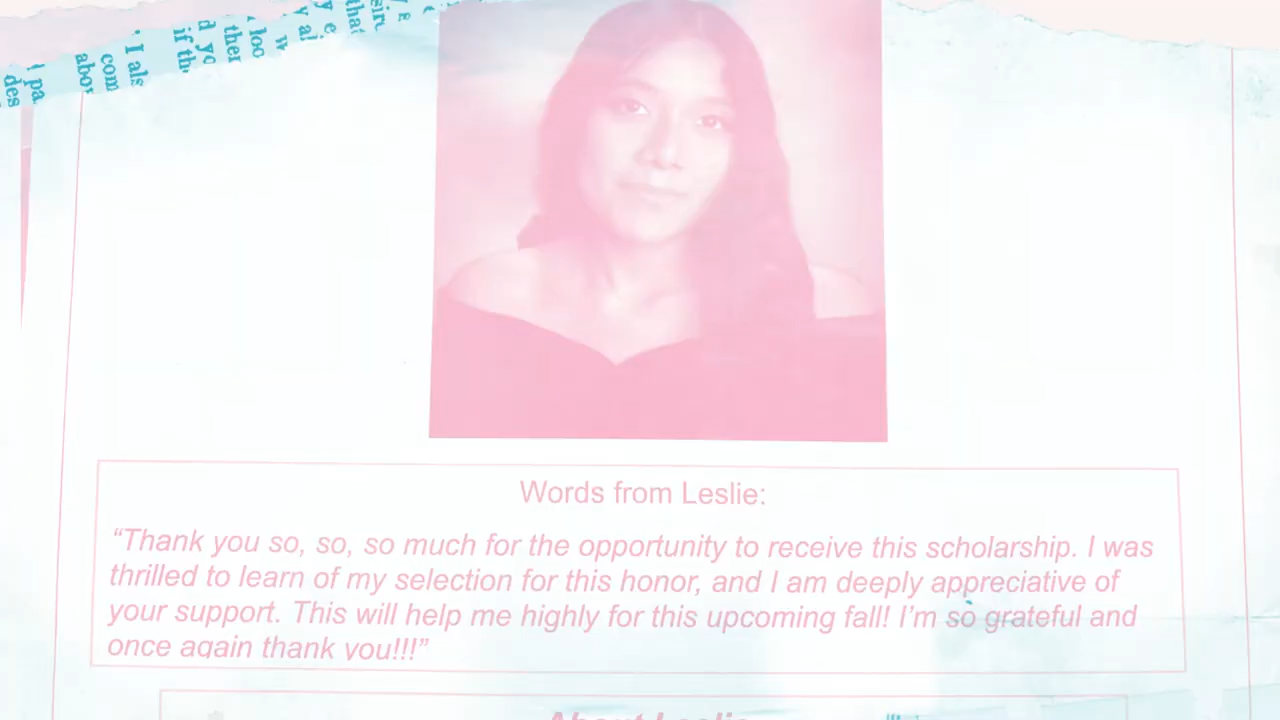 Words from Leslie:
“Thank you so, so, so much for the opportunity to receive this scholarship. I was
thrilled to learn of my selection for this honor, and I am deeply appreciative of
your support. This will help me highly for this upcoming fall! I’m so grateful and
once again thank you!!!”
About Leslie